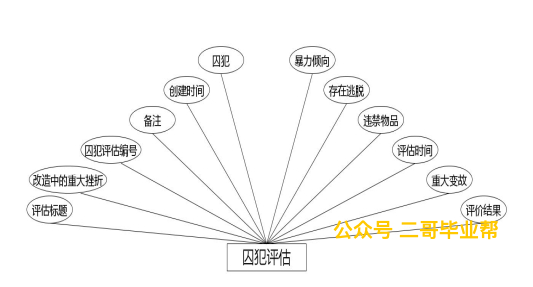 囚犯
暴力倾向
创建时间
存在逃脱
备注
违禁物品
囚犯评估编号
评估时间
改造中的重大挫折
重大变故
评估标题
评价结果
公众号 二哥毕业帮
囚犯评估